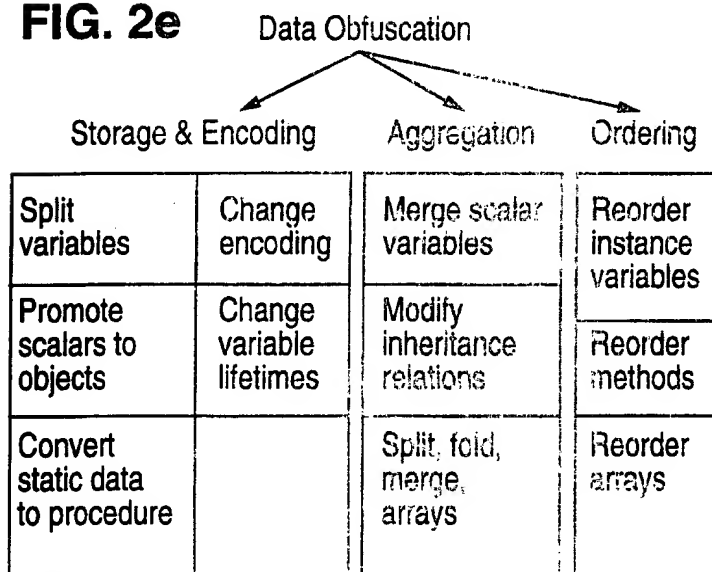 FIG. 2e
Data Obfuscation
Storage & Encoding
Aggregation
Ordering
Split
variables
Change
encoding
Merge scalar
variables
Reorder
instance
variables
Promote
scalars to
objects
Change
variable
lifetimes
Modify
inheritance
relations
Reorder
methods
Convert
static data
to procedure
Split, fold,
merge,
arrays
Reorder
arrays